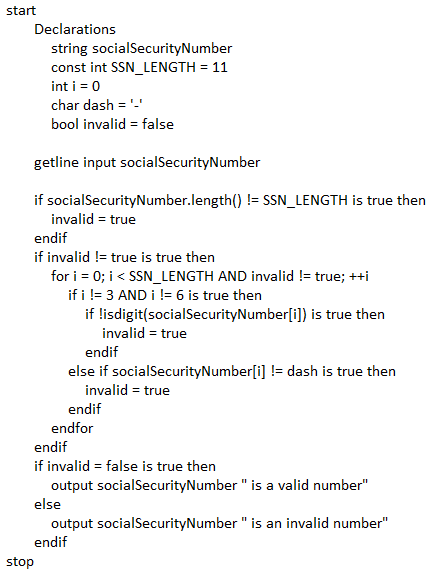 start
Declarations
string socialSecurityNumber
const int SSN_LENGTH = 11
int i = 0
char dash = '-'
bool invalid = false
getline input socialSecurityNumber
if socialSecurityNumber.length() != SSN_LENGTH is true then
invalid = true
endif
if invalid != true is true then
for i = 0; i < SSN_LENGTH AND invalid != true; ++i
if i != 3 AND i != 6 is true then
if !isdigit(socialSecurityNumber[i]) is true then
invalid = true
endif
else if socialSecurityNumber[i] != dash is true then
invalid = true
endif
endfor
endif
if invalid = false is true then
output socialSecurityNumber " is a valid number"
else
output socialSecurityNumber " is an invalid number"
endif
stop